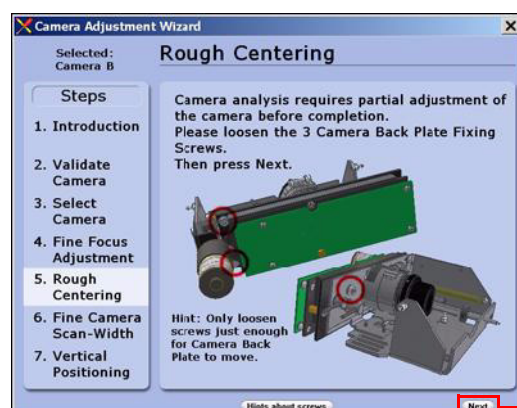 Camera Adjustment Wizard
Selected:
Camera B
Rough Centering
Steps
1. Introduction
2. Validate
Camera
3. Select
Camera
4. Fine Focus
Adjustment
5. Rough
Centering
6. Fine Camera
Scan-Width
7. Vertical
Positioning
Camera analysis requires partial adjustment of
the camera before completion.
Please loosen the 3 Camera Back Plate Fixing
Screws.
Then press Next.
Hint: Only loosen
screws just enough
for Camera Back
Plate to move.
Hints about screws
Next